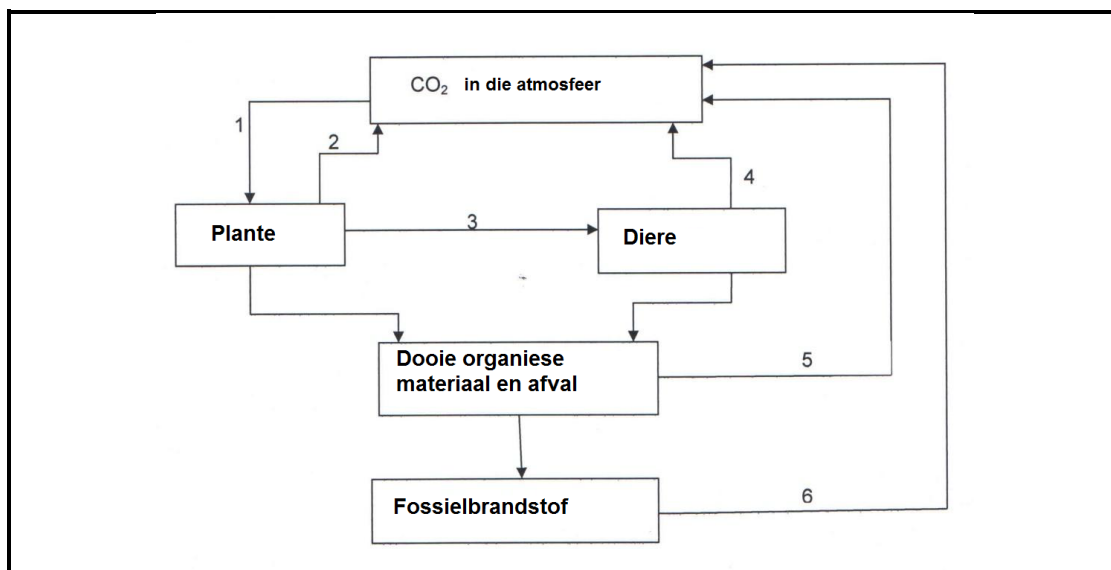 CO₂ in die atmosfeer
1
2
4
3
Plante
Diere
Dooie organiese
materiaal en afval
5
Fossielbrandstof
6